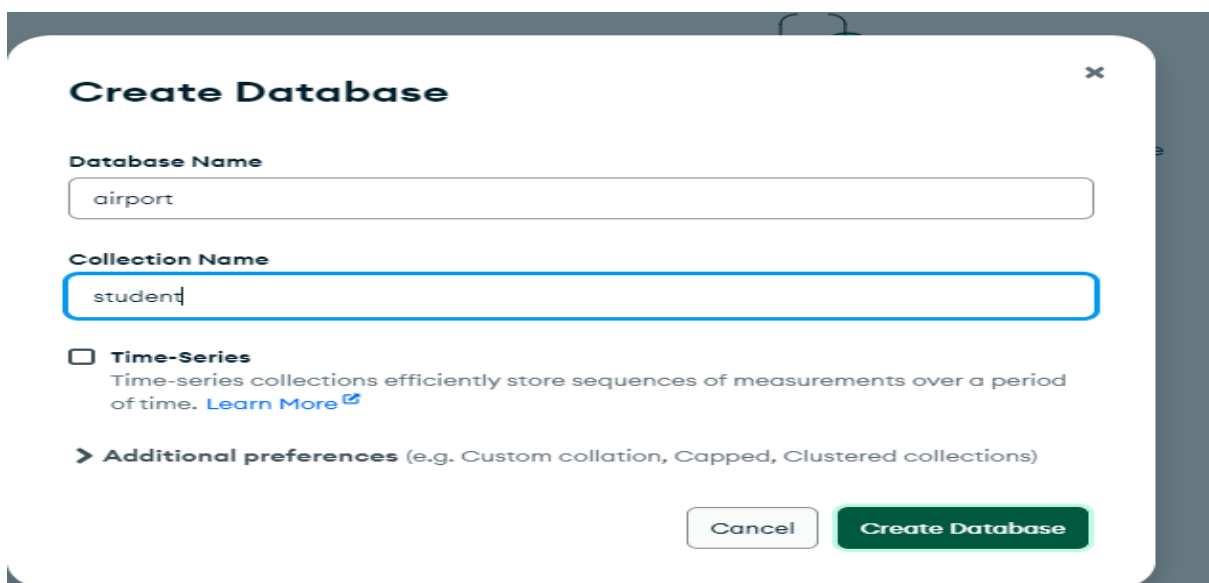 Create Database
Database Name
airport
Collection Name
student
Time-Series
Time-series collections efficiently store sequences of measurements over a period
of time. Learn More
Additional preferences (e.g. Custom collation, Capped, Clustered collections)
Cancel
Create Database